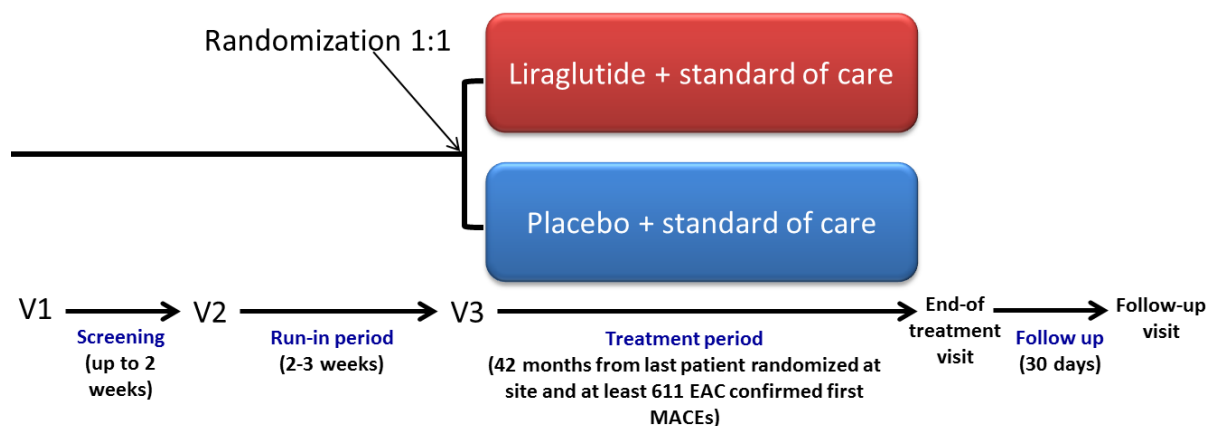 Randomization 1:1
Liraglutide + standard of care
Placebo + standard of care
V1
Screening
(up to 2
weeks)
V2
Run-in period
(2-3 weeks)
V3
Treatment period
(42 months from last patient randomized at
site and at least 611 EAC confirmed first
MACEs)
End-of
treatment
visit
Follow up
(30 days)
Follow-up
visit